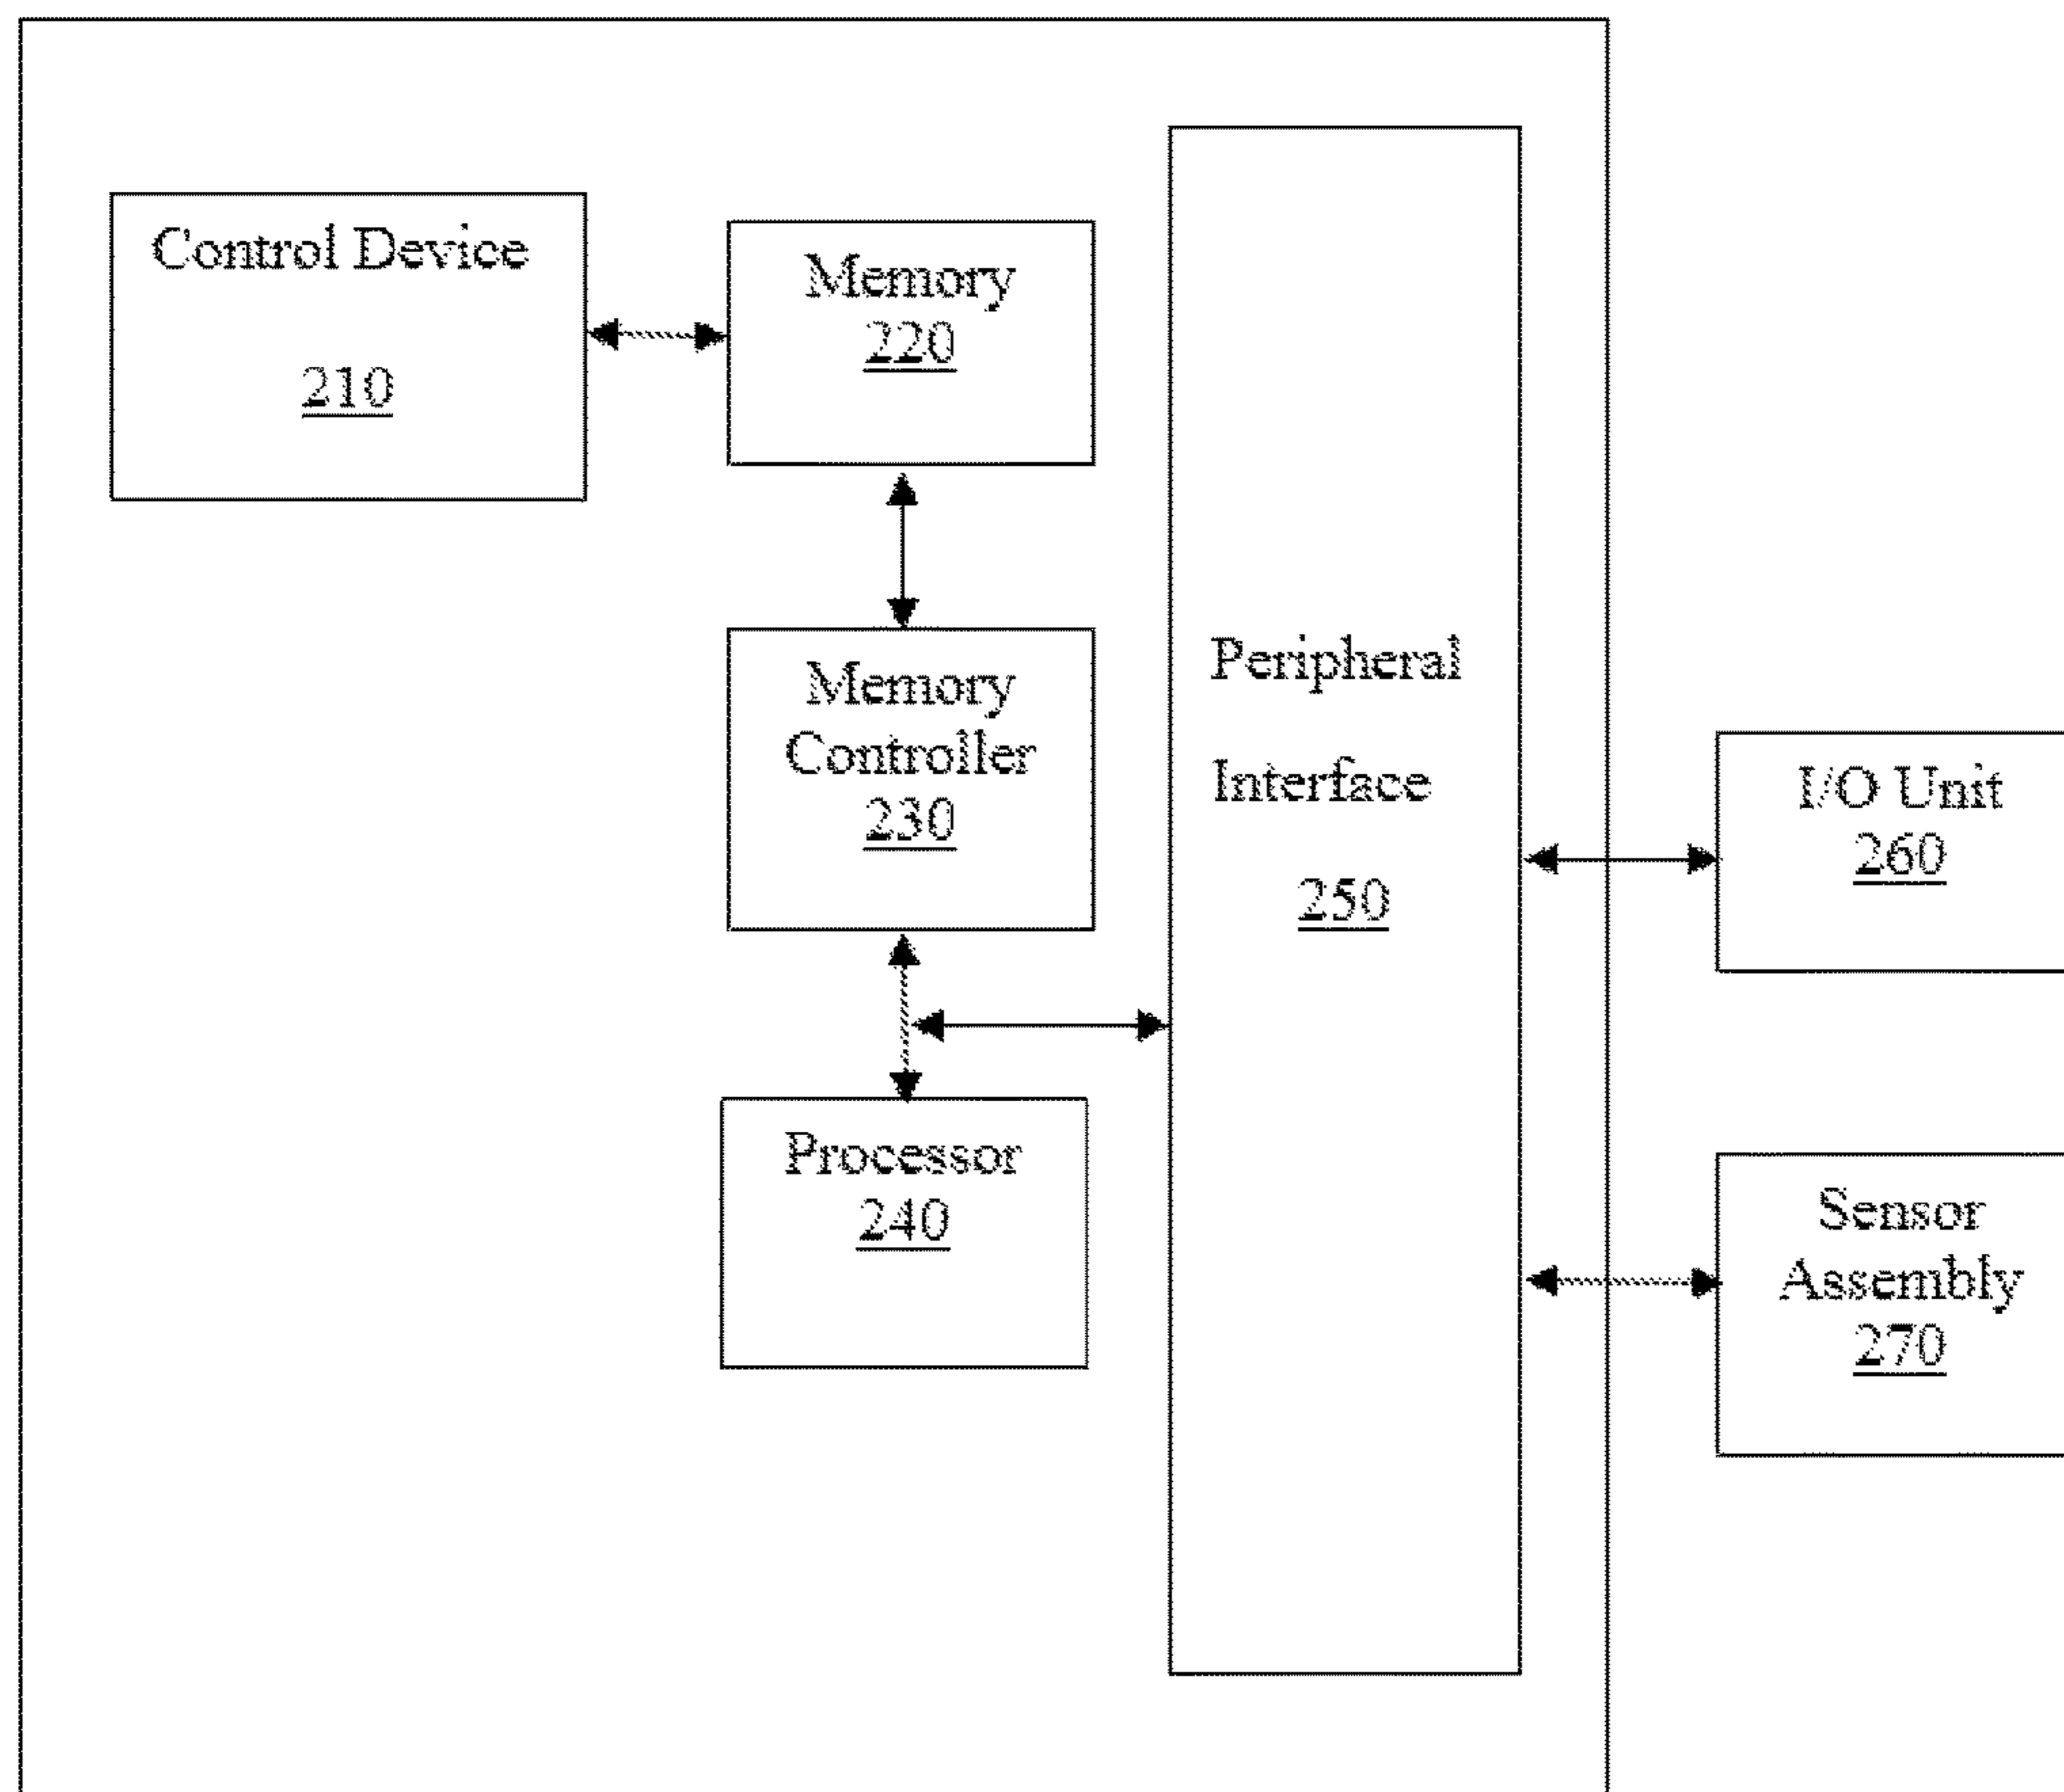 Control Device
210
Memory
220
Memory
Controller
230
Processor
240
Peripheral
Interface
250
I/O Unit
260
Sensor
Assembly
270